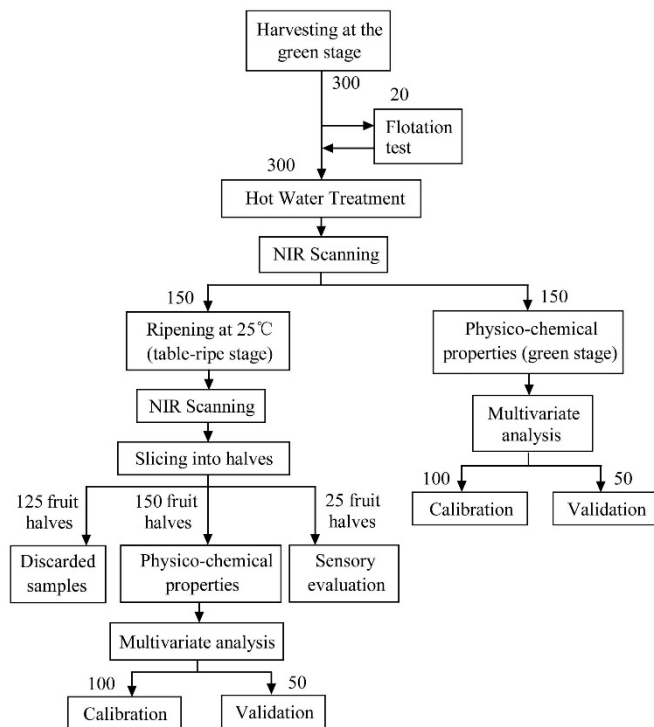 Harvesting at the
green stage
300
20
Flotation
test
300
Hot Water Treatment
NIR Scanning
150
150
Ripening at 25℃
(table-ripe stage)
Physico-chemical
properties (green stage)
NIR Scanning
Multivariate
analysis
Slicing into halves
100
50
Calibration
Validation
125 fruit
halves
150 fruit
halves
25 fruit
halves
Discarded
samples
Physico-chemical
properties
Sensory
evaluation
Multivariate analysis
100
50
Calibration
Validation